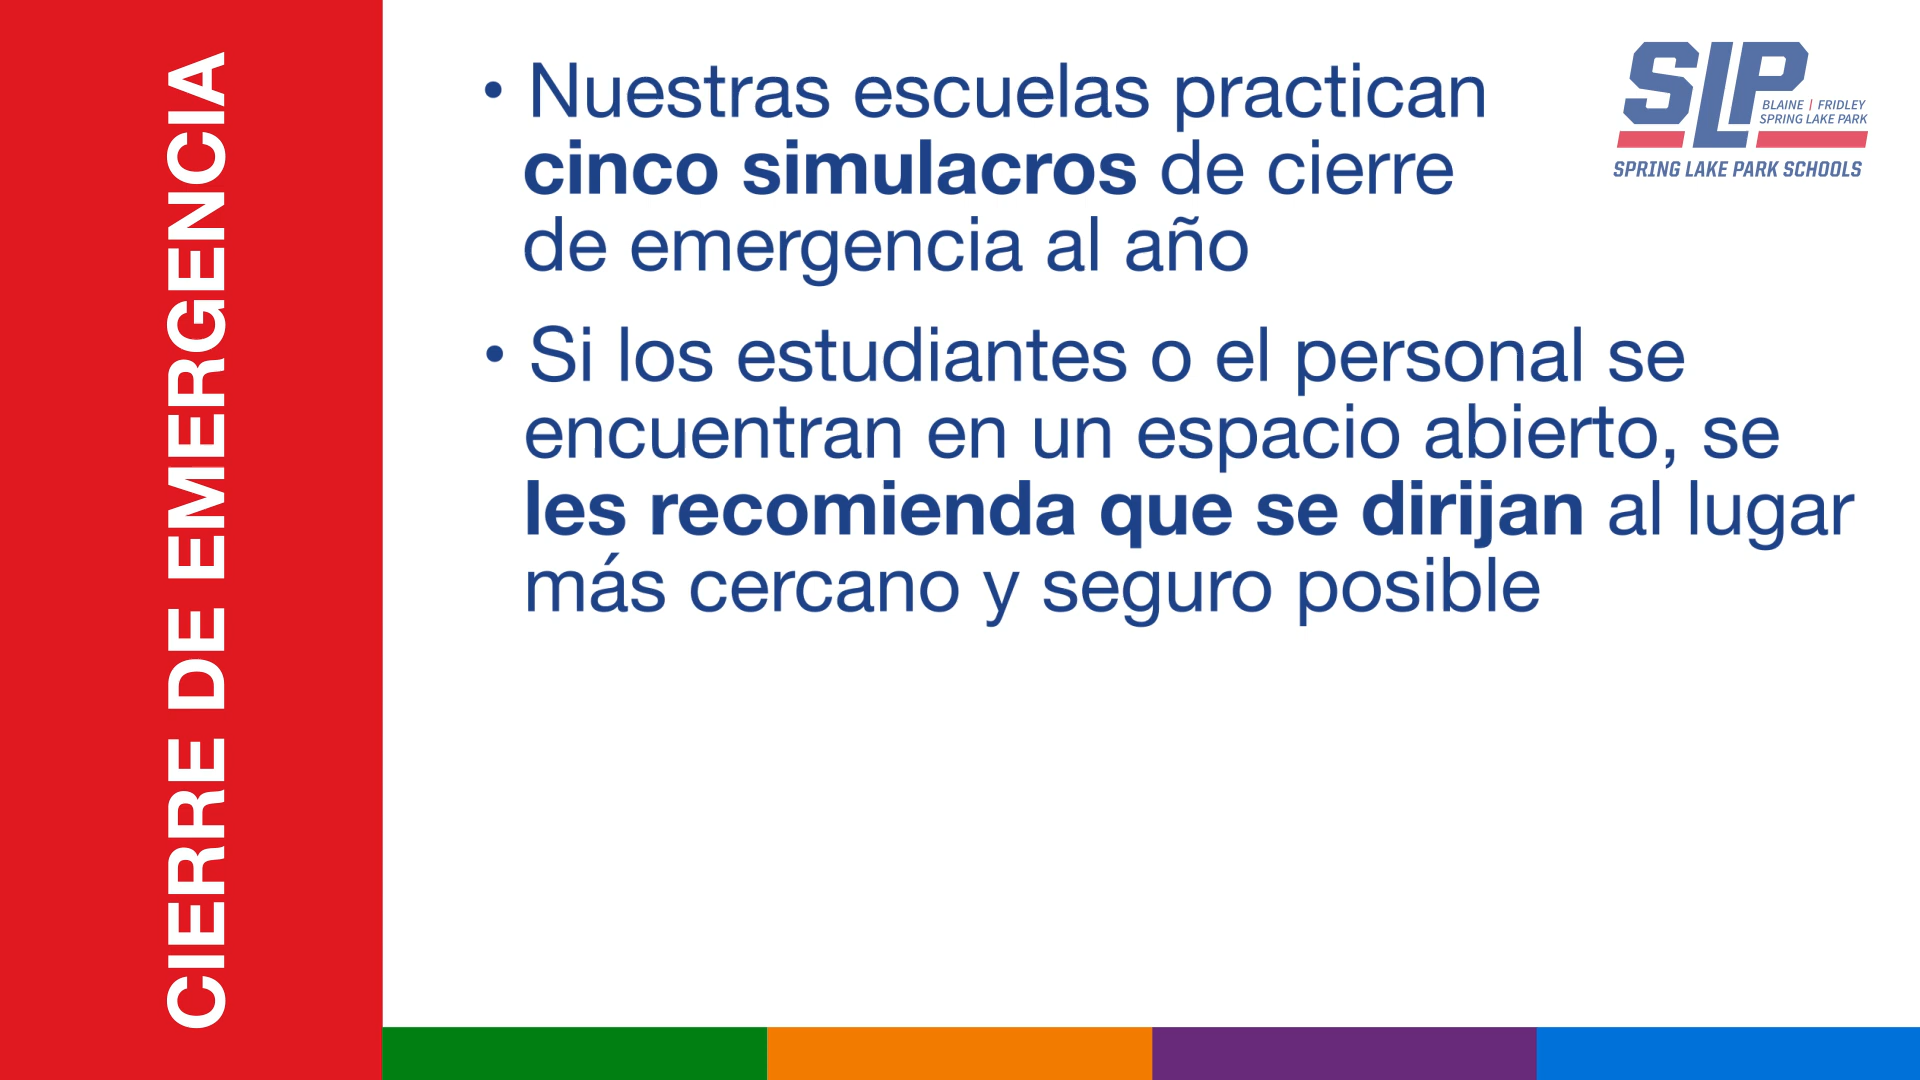 CIERRE DE EMERGENCIA
• Nuestras escuelas practican
cinco simulacros de cierre
de emergencia al año
• Si los estudiantes o el personal se
encuentran en un espacio abierto, se
les recomienda que se dirijan al lugar
más cercano y seguro posible
SLP
BLAINE | FRIDLEY
SPRING LAKE PARK
SPRING LAKE PARK SCHOOLS